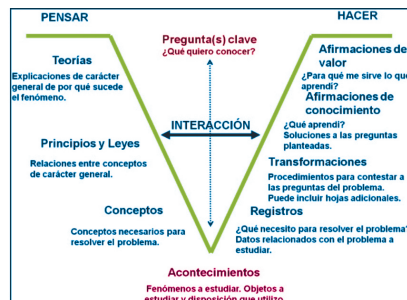 PENSAR
HACER
Pregunta(s) clave
¿Qué quiero conocer?
Teorías
Explicaciones de carácter
general de por qué sucede
el fenómeno.
Afirmaciones de
valor
¿Para qué me sirve lo que
aprendí?
Afirmaciones de
conocimiento
¿Qué aprendí?
Soluciones a las preguntas
planteadas.
INTERACCIÓN
Principios y Leyes
Relaciones entre conceptos
de carácter general.
Transformaciones
Procedimientos para contestar a
las preguntas del problema.
Puede incluir hojas adicionales.
Conceptos
Conceptos necesarios para
resolver el problema.
Registros
¿Qué necesito para resolver el problema?
Datos relacionados con el problema a
estudiar.
Acontecimientos
Fenómenos a estudiar. Objetos a
estudiar y disposición que utilizo